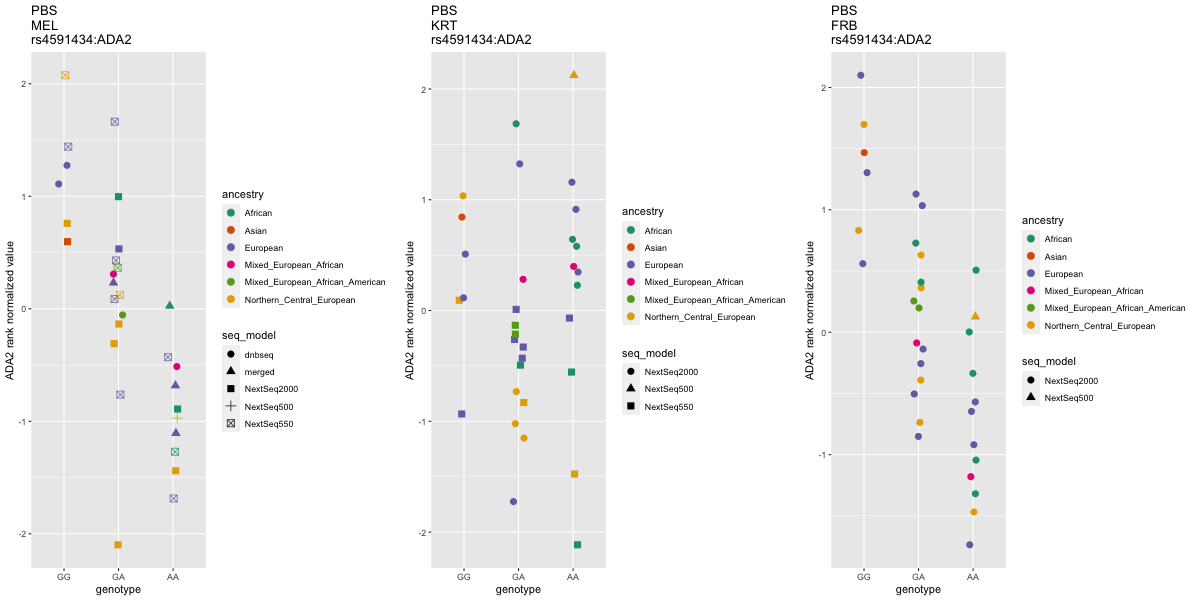 PBS
MEL
rs4591434:ADA2
ADA2 rank normalized value
2
1
0
-1
-2
GG
GA
AA
genotype
ancestry
African
Asian
European
Mixed_European_African
Mixed_European_African_American
Northern_Central_European
seq_model
dnbseq
merged
NextSeq2000
NextSeq500
NextSeq550
PBS
KRT
rs4591434:ADA2
ADA2 rank normalized value
2
1
0
-1
-2
GG
GA
AA
genotype
ancestry
African
Asian
European
Mixed_European_African
Mixed_European_African_American
Northern_Central_European
seq_model
NextSeq2000
NextSeq500
NextSeq550
PBS
FRB
rs4591434:ADA2
ADA2 rank normalized value
2
1
0
-1
GG
GA
AA
genotype
ancestry
African
Asian
European
Mixed_European_African
Mixed_European_African_American
Northern_Central_European
seq_model
NextSeq2000
NextSeq500